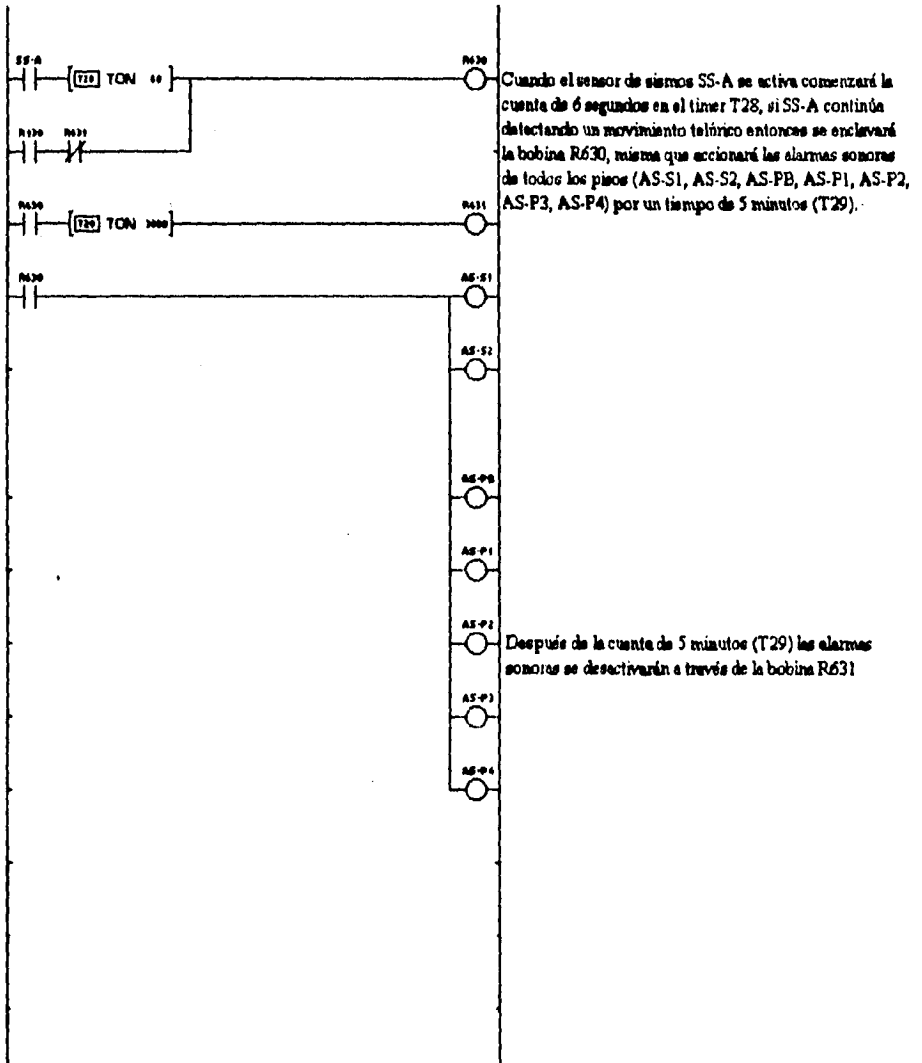 SS-A
R630
TON
R631
R630
TON
R631
R630
AS-S1
AS-S2
AS-PB
AS-P1
AS-P2
AS-P3
AS-P4
Cuando el sensor de sismos SS-A se activa comenzará la
cuenta de 6 segundos en el timer T28, si SS-A continúa
detectando un movimiento telúrico entonces se enclavará
la bobina R630, misma que accionará las alarmas sonoras
de todos los pisos (AS-S1, AS-S2, AS-PB, AS-P1, AS-P2,
AS-P3, AS-P4) por un tiempo de 5 minutos (T29).
Después de la cuenta de 5 minutos (T29) las alarmas
sonoras se desactivarán a través de la bobina R631